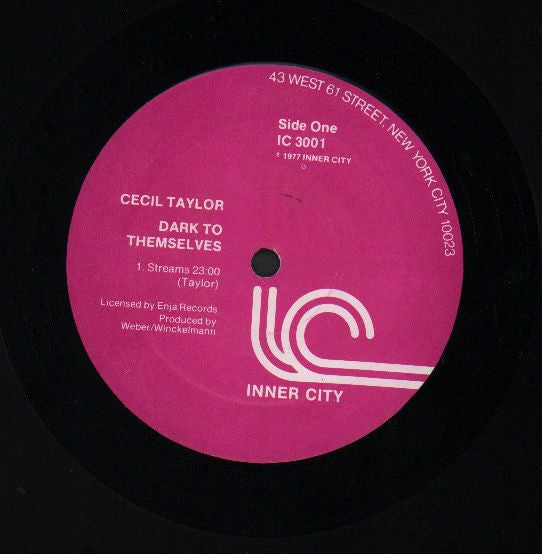 43 WEST 61 STREET, NEW YORK CITY 10023
Side One
IC 3001
℗ 1977 INNER CITY
CECIL TAYLOR
DARK TO
THEMSELVES
1. Streams 23:00
(Taylor)
Licensed by Enja Records
Produced by
Weber/Winckelmann
INNER CITY